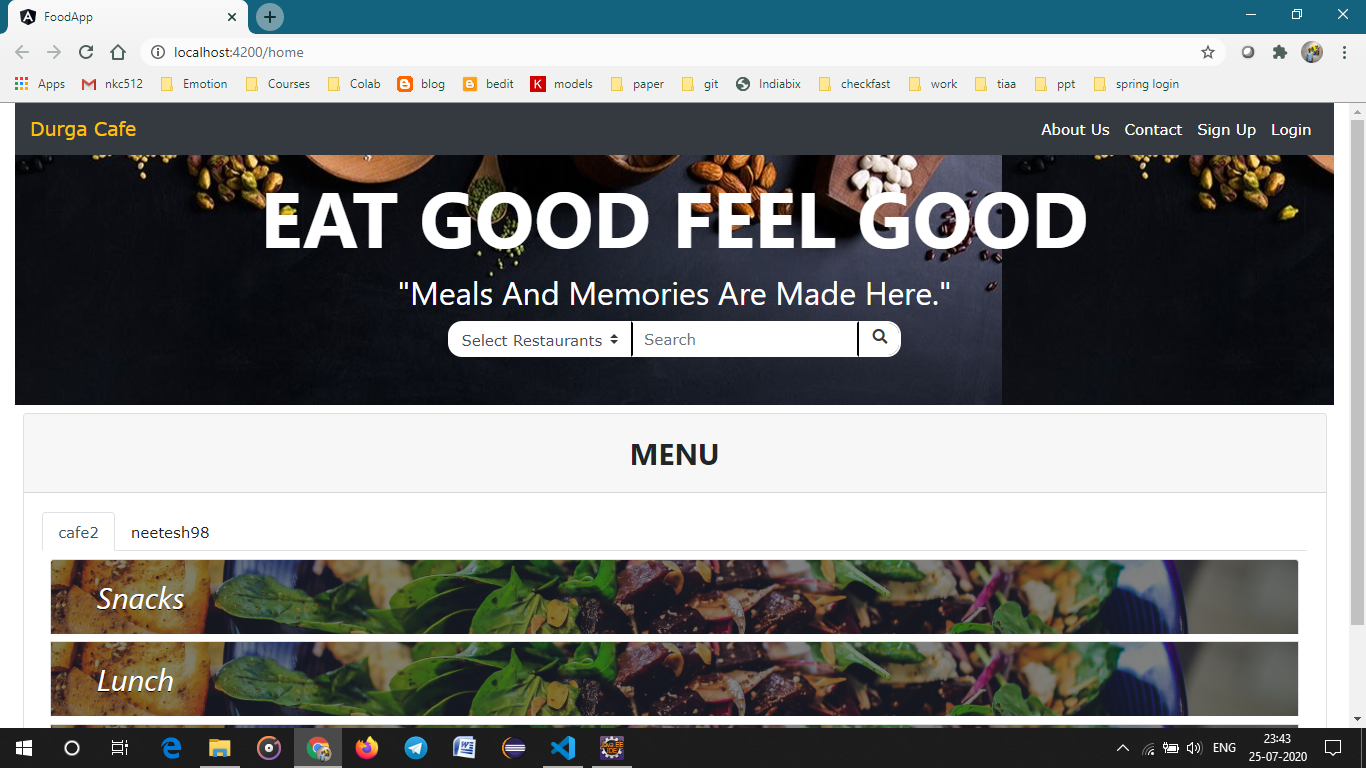 FoodApp
localhost:4200/home
Apps nkc512 Emotion Courses Colab blog bedit models paper git Indiabix checkfast work tiaa ppt spring login
Durga Cafe About Us Contact Sign Up Login
EAT GOOD FEEL GOOD
"Meals And Memories Are Made Here."
Select Restaurants Search
MENU
cafe2 neetesh98
Snacks
Lunch
ENG 23:43
25-07-2020